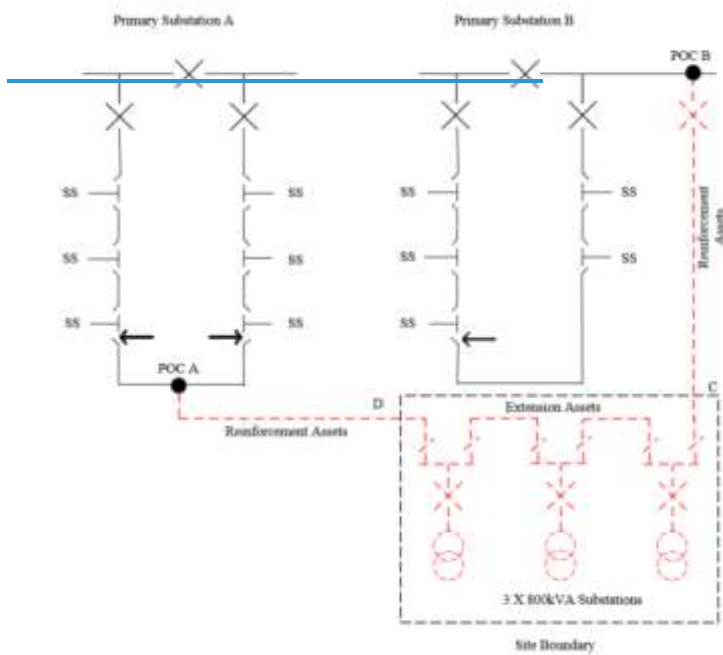 Primary Substation A
Primary Substation B
POC B
SS
SS
SS
SS
SS
SS
SS
SS
SS
SS
SS
Reinforcement
Assets
POC A
D
C
Reinforcement Assets
Extension Assets
3 X 800kVA Substations
Site Boundary